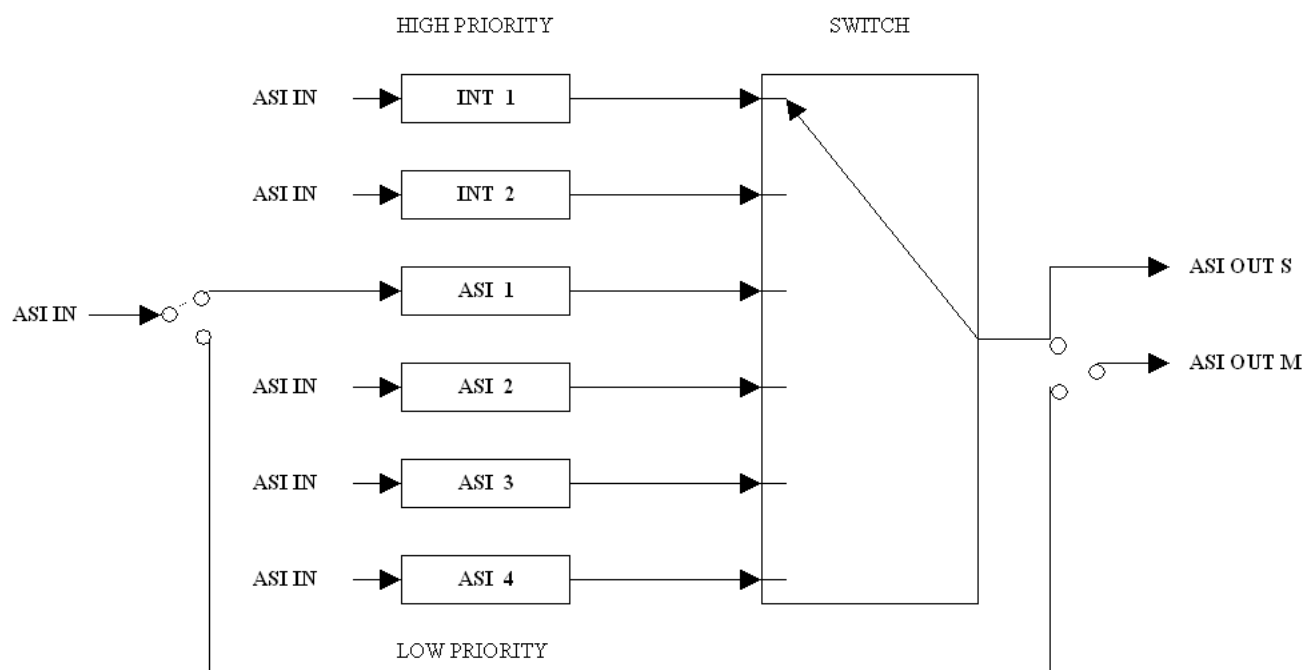 HIGH PRIORITY SWITCH
ASI IN INT 1
ASI IN INT 2
ASI OUT S
ASI 1
ASI IN
ASI OUT M
ASI IN ASI 2
ASI IN ASI 3
ASI IN ASI 4
LOW PRIORITY